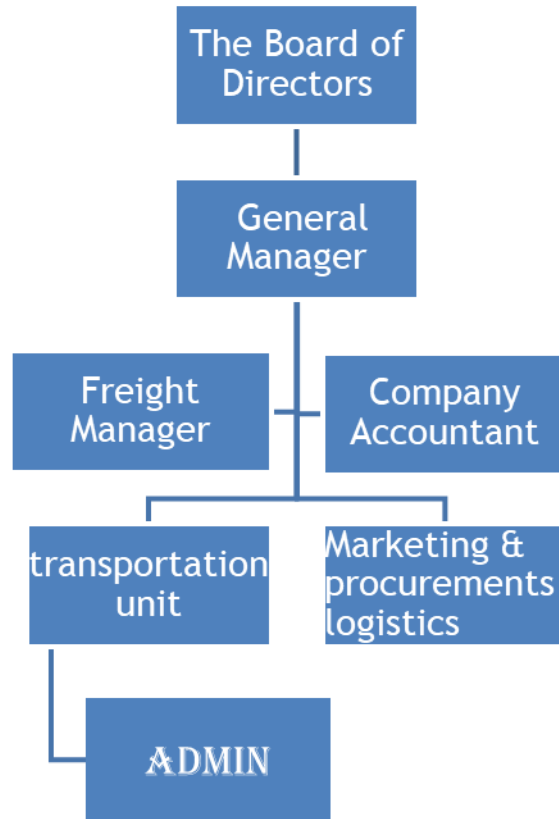 The Board of
Directors
General
Manager
Freight
Manager
Company
Accountant
transportation
unit
Marketing &
procurements
logistics
ADMIN